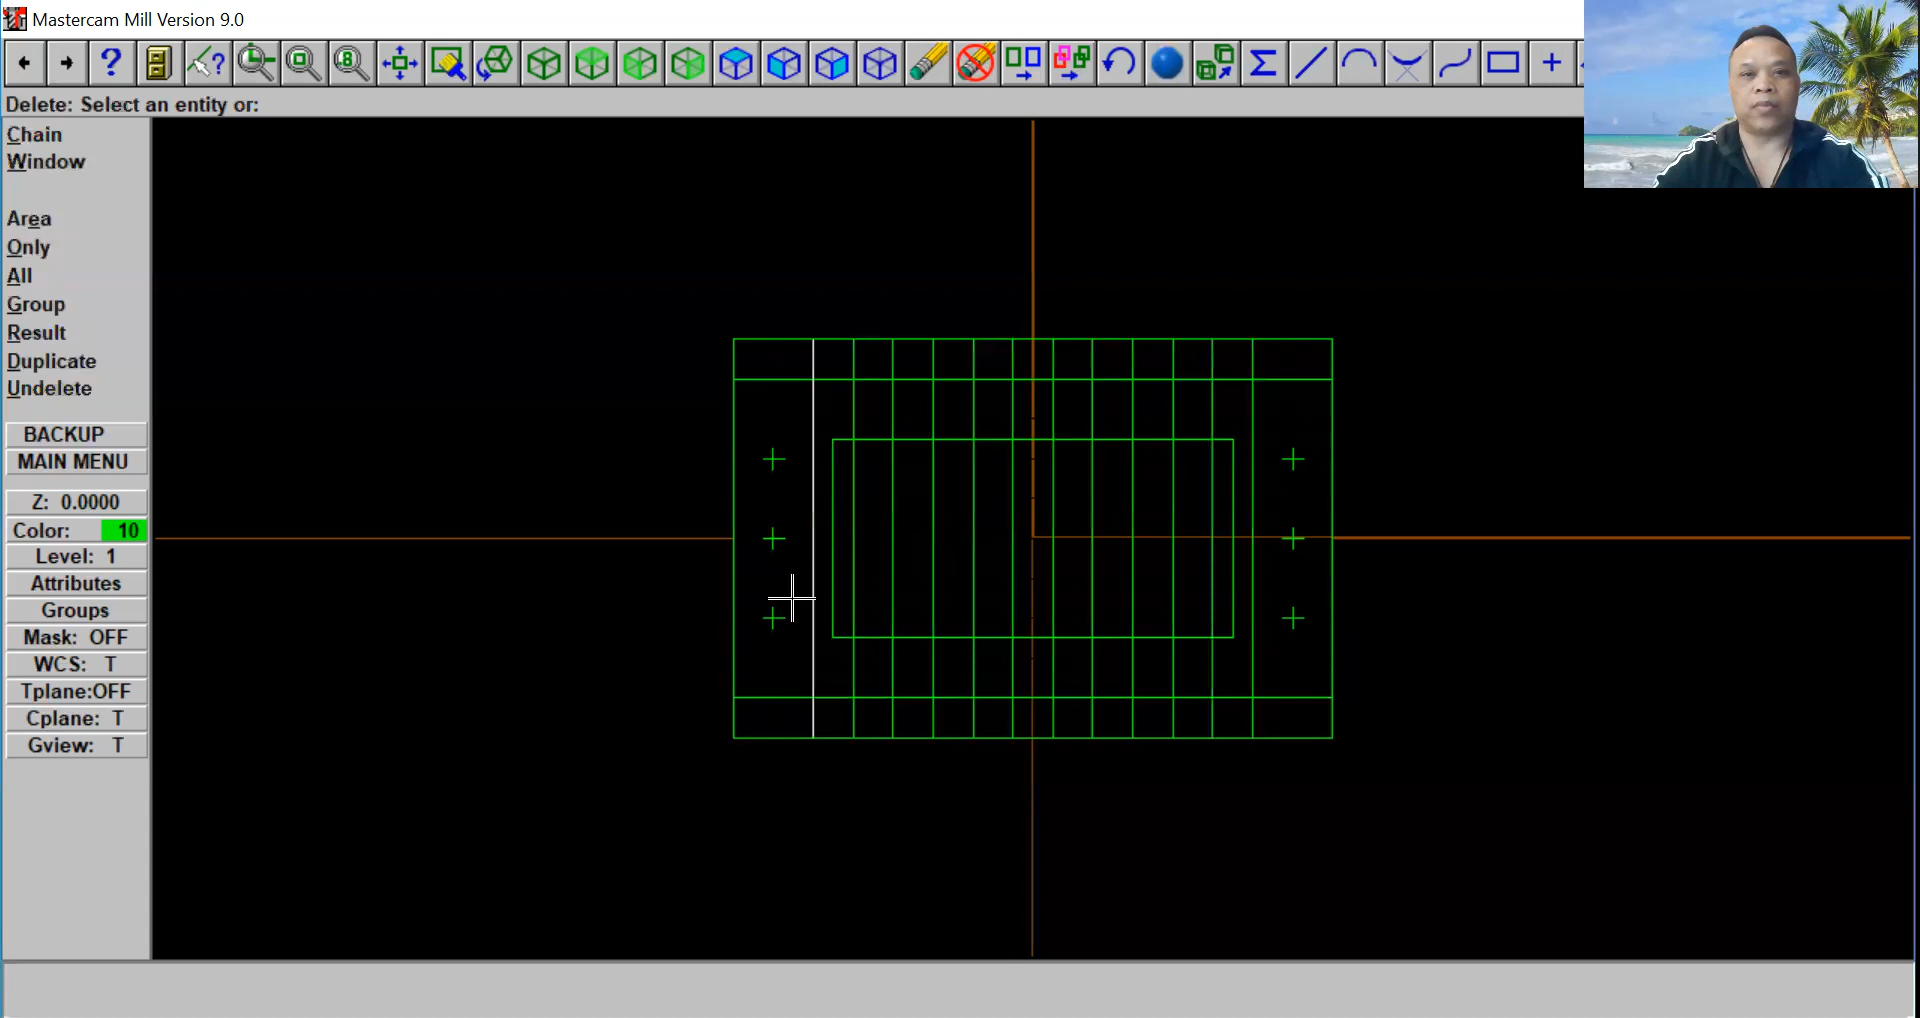 Mastercam Mill Version 9.0
Delete: Select an entity or:
Chain
Window
Area
Only
All
Group
Result
Duplicate
Undelete
BACKUP
MAIN MENU
Z: 0.0000
Color: 10
Level: 1
Attributes
Groups
Mask: OFF
WCS: T
Tplane:OFF
Cplane: T
Gview: T